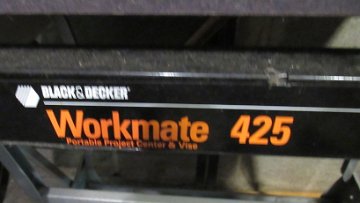 BLACK&DECKER
Workmate 425
Portable Project Center & Vise